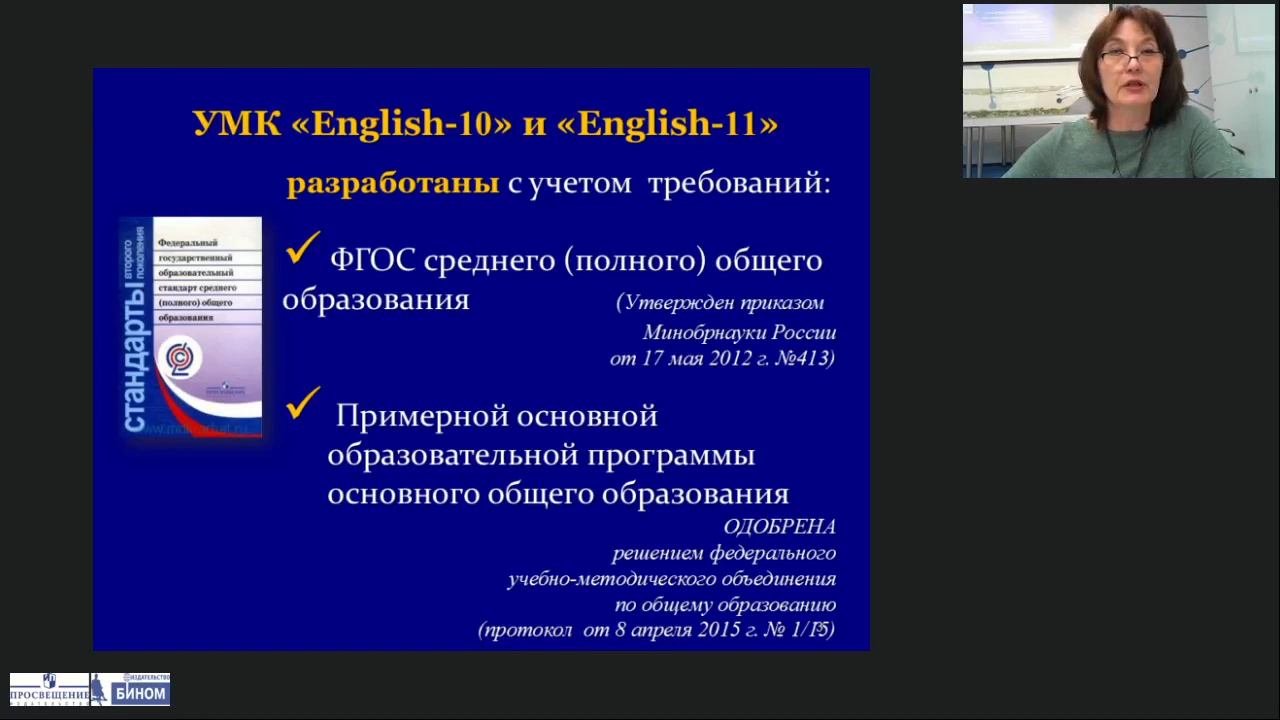 УМК «English-10» и «English-11»
разработаны с учетом требований:
стандарты
второго
поколения
Федеральный
государственный
образовательный
стандарт среднего
(полного) общего
образования
ФГОС среднего (полного) общего
образования
(Утвержден приказом
Минобрнауки России
от 17 мая 2012 г. №413)
Примерной основной
образовательной программы
основного общего образования
ОДОБРЕНА
решением федерального
учебно-методического объединения
по общему образованию
(протокол от 8 апреля 2015 г. № 1/15)
ПРОСВЕЩЕНИЕ
ИЗДАТЕЛЬСТВО
ИЗДАТЕЛЬСТВО
БИНОМ